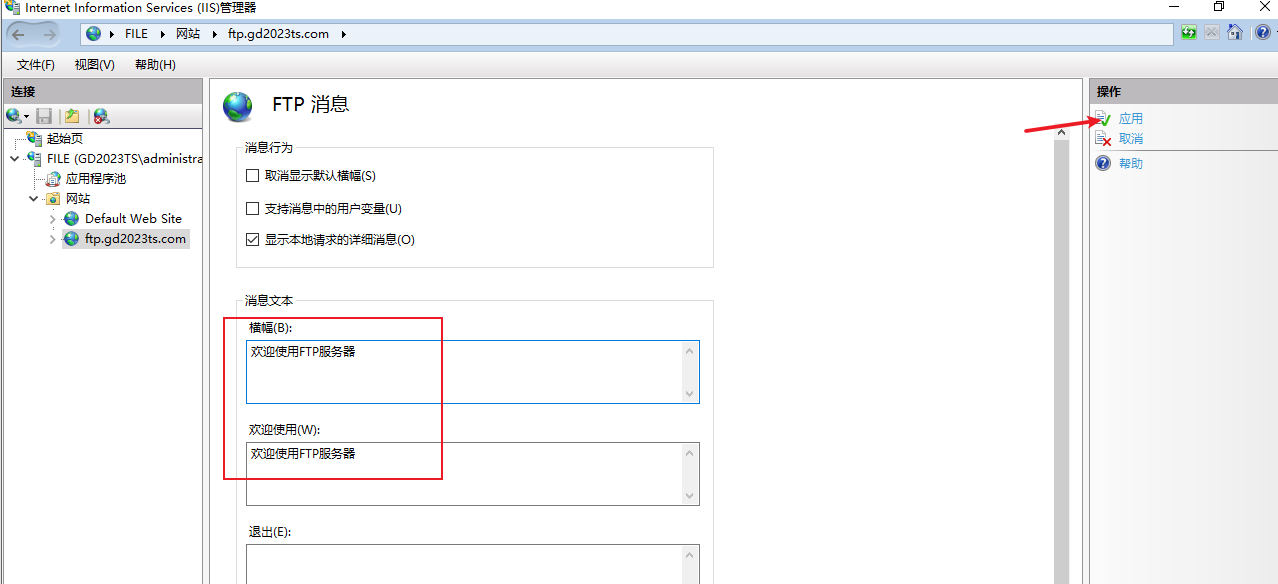 Internet Information Services (IIS)管理器
FILE 网站 ftp.gd2023ts.com
文件(F) 视图(V) 帮助(H)
连接
起始页
FILE (GD2023TS\administra
应用程序池
网站
Default Web Site
ftp.gd2023ts.com
FTP 消息
消息行为
取消显示默认横幅(S)
支持消息中的用户变量(U)
显示本地请求的详细消息(O)
消息文本
横幅(B):
欢迎使用FTP服务器
欢迎使用(W):
欢迎使用FTP服务器
退出(E):
操作
应用
取消
帮助